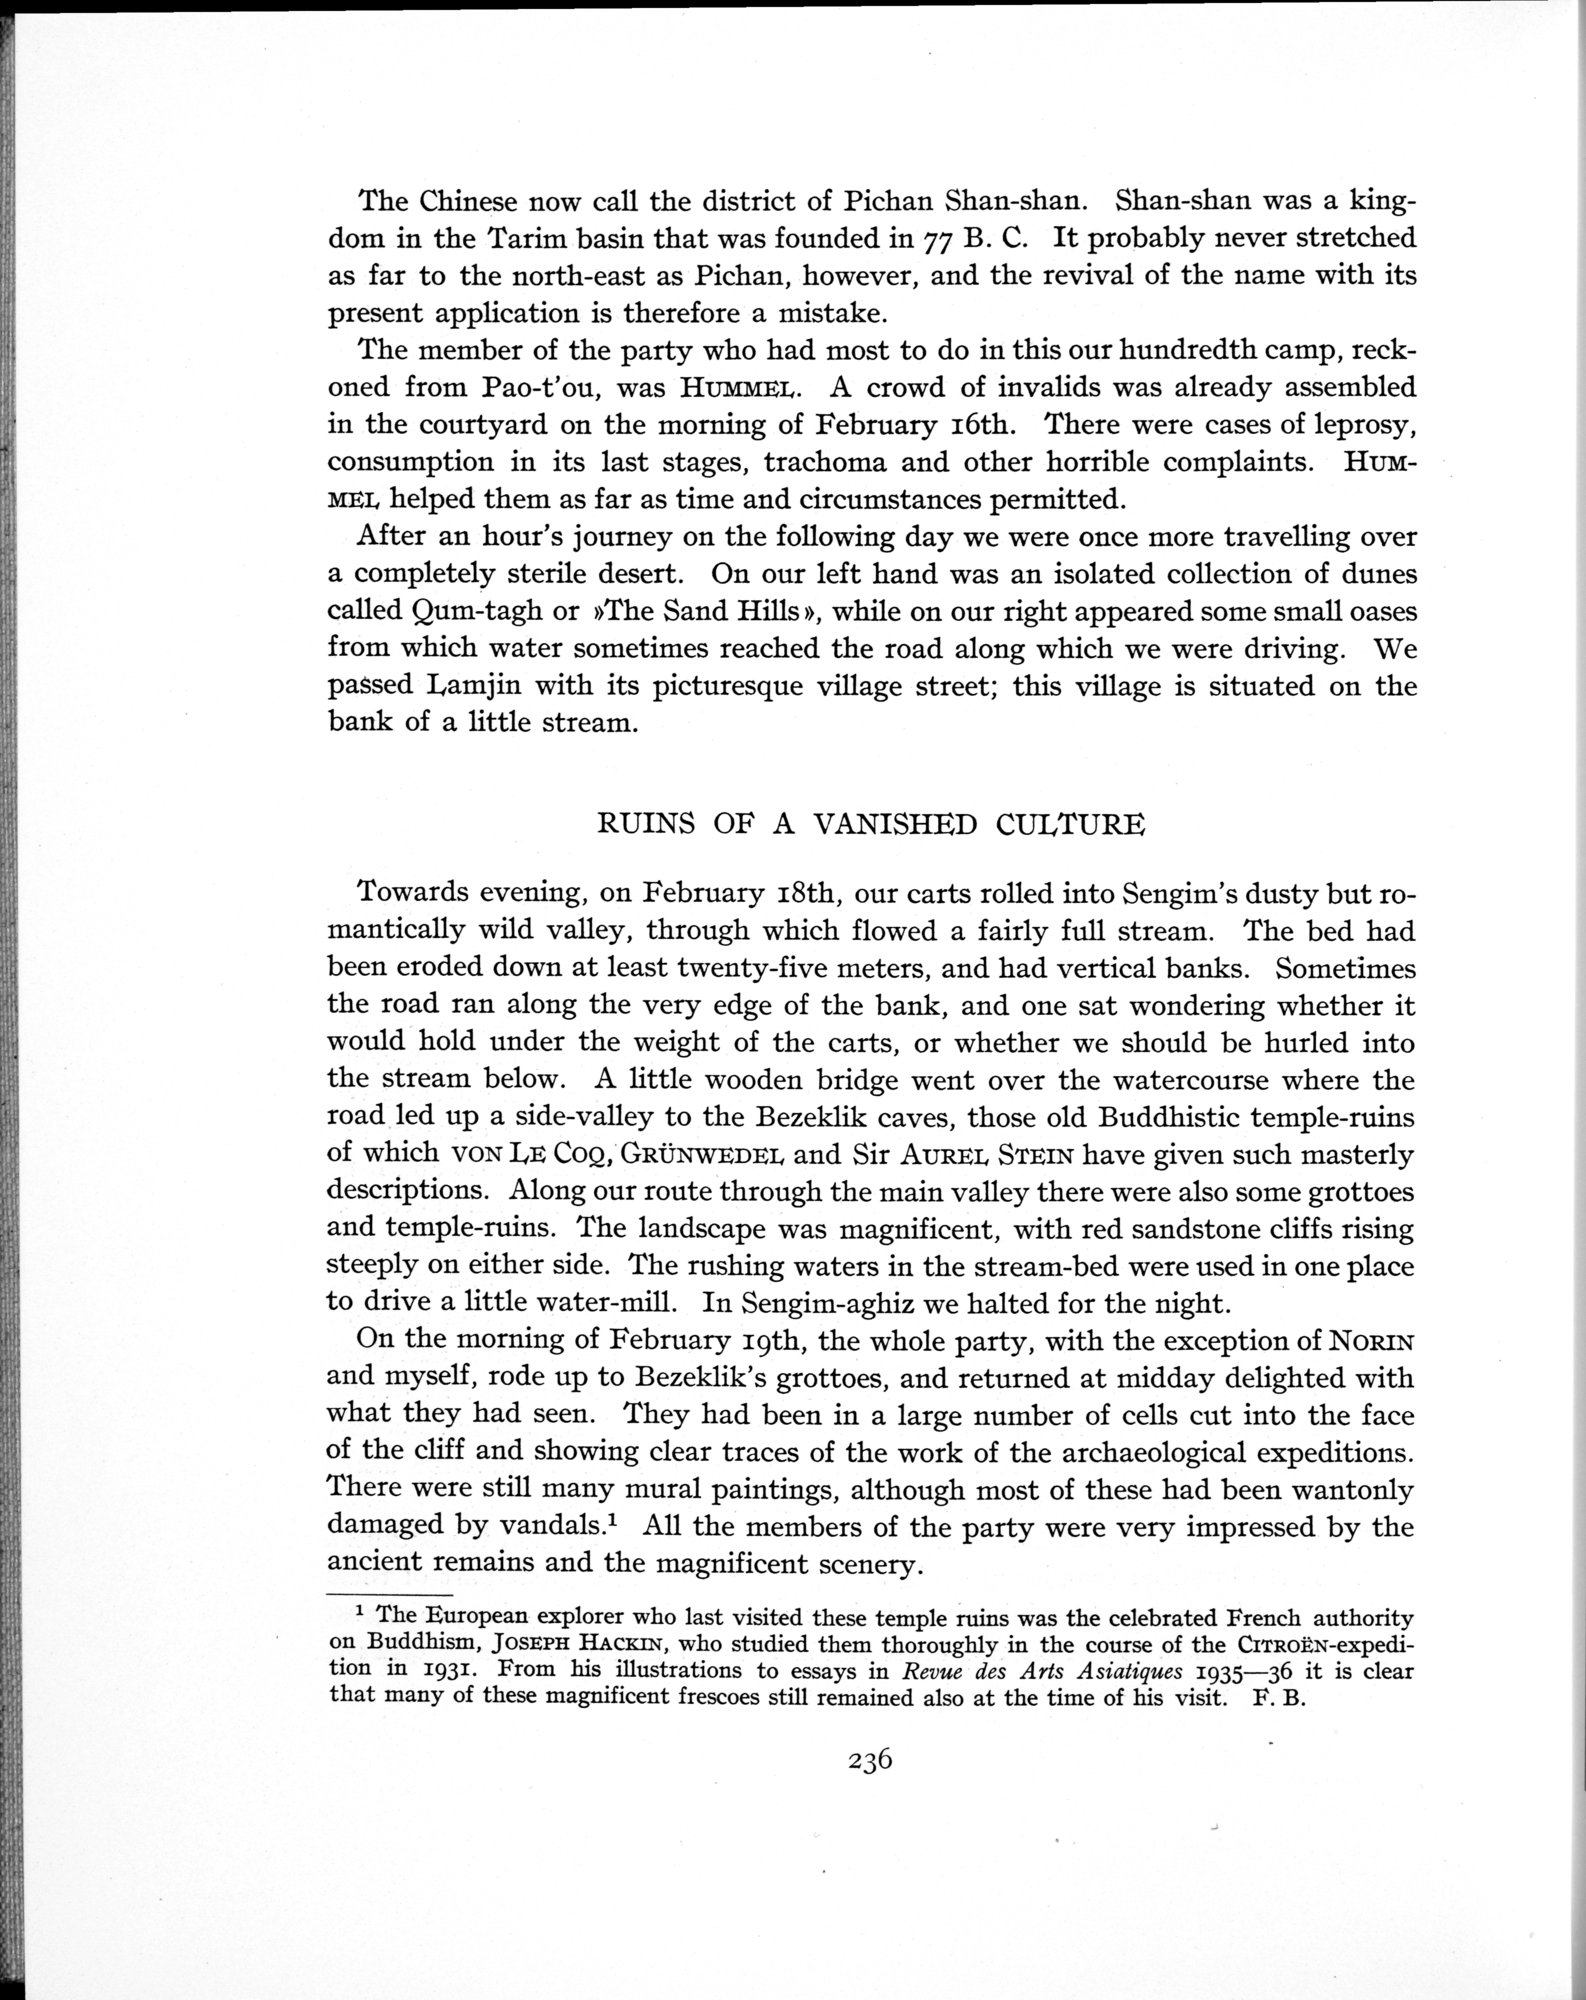 The Chinese now call the district of Pichan Shan-shan. Shan-shan was a king-
dom in the Tarim basin that was founded in 77 B. C. It probably never stretched
as far to the north-east as Pichan, however, and the revival of the name with its
present application is therefore a mistake.
The member of the party who had most to do in this our hundredth camp, reck-
oned from Pao-t'ou, was HUMMEL. A crowd of invalids was already assembled
in the courtyard on the morning of February 16th. There were cases of leprosy,
consumption in its last stages, trachoma and other horrible complaints. HUM-
MEL helped them as far as time and circumstances permitted.
After an hour's journey on the following day we were once more travelling over
a completely sterile desert. On our left hand was an isolated collection of dunes
called Qum-tagh or »The Sand Hills», while on our right appeared some small oases
from which water sometimes reached the road along which we were driving. We
passed Lamjin with its picturesque village street; this village is situated on the
bank of a little stream.
RUINS OF A VANISHED CULTURE
Towards evening, on February 18th, our carts rolled into Sengim's dusty but ro-
mantically wild valley, through which flowed a fairly full stream. The bed had
been eroded down at least twenty-five meters, and had vertical banks. Sometimes
the road ran along the very edge of the bank, and one sat wondering whether it
would hold under the weight of the carts, or whether we should be hurled into
the stream below. A little wooden bridge went over the watercourse where the
road led up a side-valley to the Bezeklik caves, those old Buddhistic temple-ruins
of which VON LE COQ, GRÜNWEDEL and Sir AUREL STEIN have given such masterly
descriptions. Along our route through the main valley there were also some grottoes
and temple-ruins. The landscape was magnificent, with red sandstone cliffs rising
steeply on either side. The rushing waters in the stream-bed were used in one place
to drive a little water-mill. In Sengim-aghiz we halted for the night.
On the morning of February 19th, the whole party, with the exception of NORIN
and myself, rode up to Bezeklik's grottoes, and returned at midday delighted with
what they had seen. They had been in a large number of cells cut into the face
of the cliff and showing clear traces of the work of the archaeological expeditions.
There were still many mural paintings, although most of these had been wantonly
damaged by vandals.¹ All the members of the party were very impressed by the
ancient remains and the magnificent scenery.
¹ The European explorer who last visited these temple ruins was the celebrated French authority
on Buddhism, JOSEPH HACKIN, who studied them thoroughly in the course of the CITROËN-expedi-
tion in 1931. From his illustrations to essays in Revue des Arts Asiatiques 1935—36 it is clear
that many of these magnificent frescoes still remained also at the time of his visit. F. B.
236